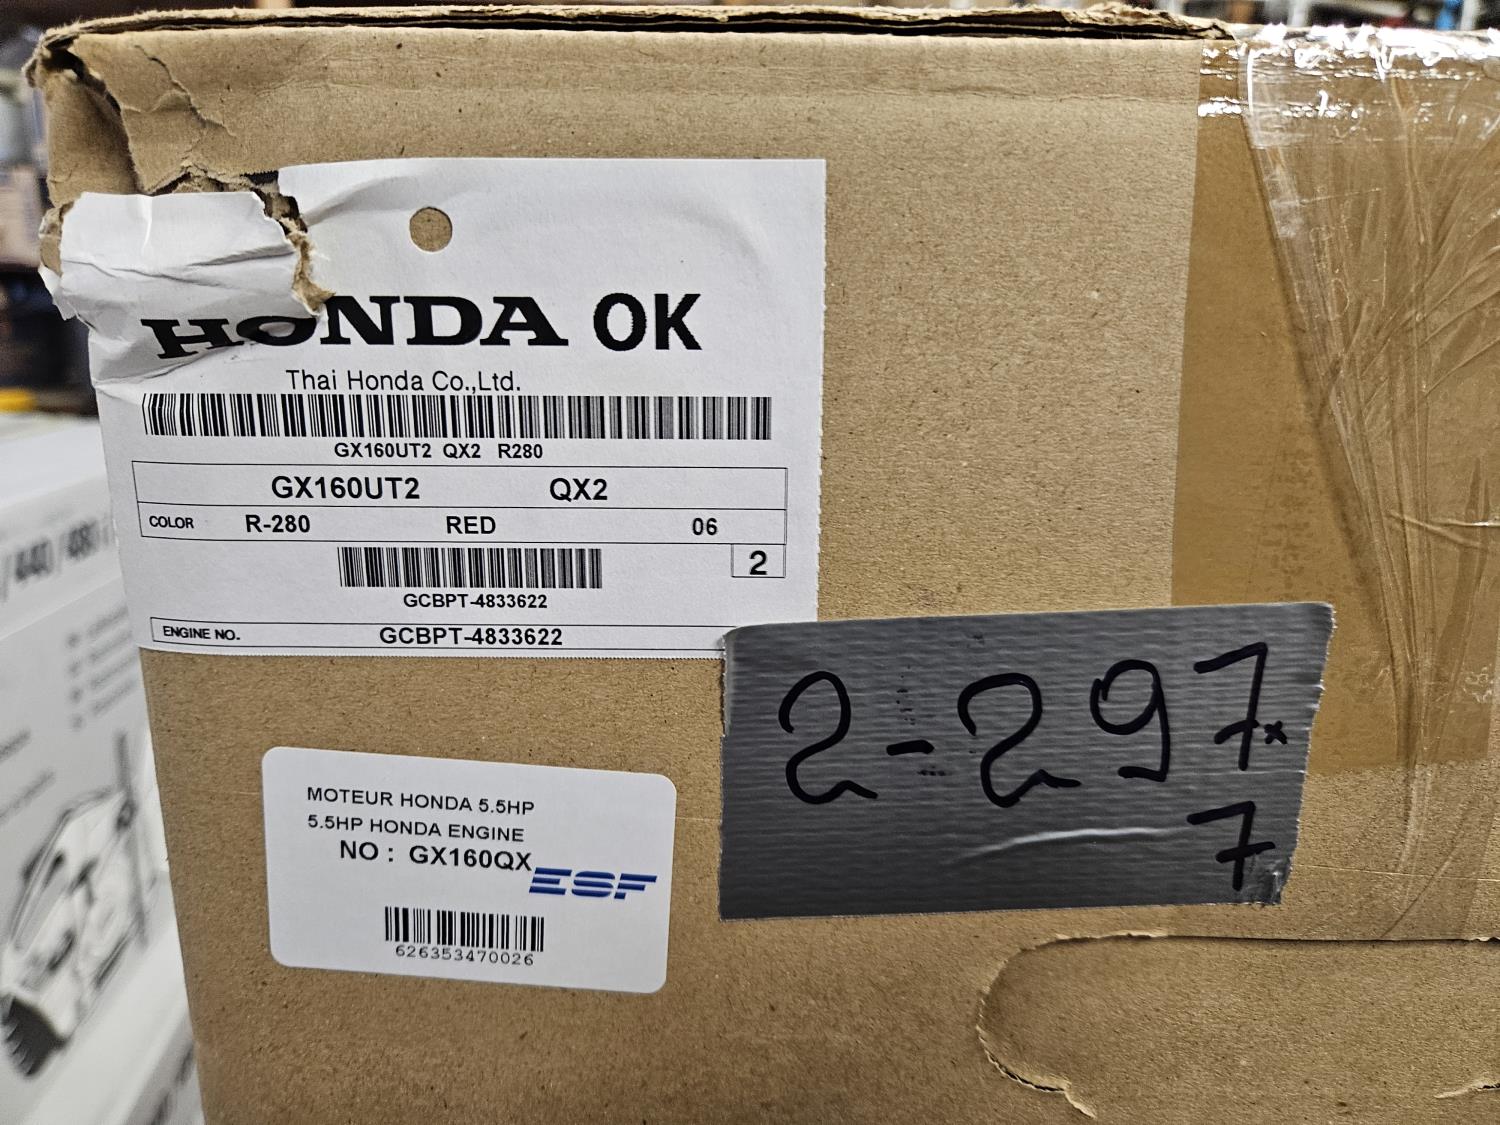 HONDA OK
Thai Honda Co.,Ltd.
GX160UT2 QX2 R280
GX160UT2 QX2
COLOR R-280 RED 06
2
GCBPT-4833622
ENGINE NO. GCBPT-4833622
MOTEUR HONDA 5.5HP
5.5HP HONDA ENGINE
NO : GX160QX
ESF
626353470026
2-297x
7